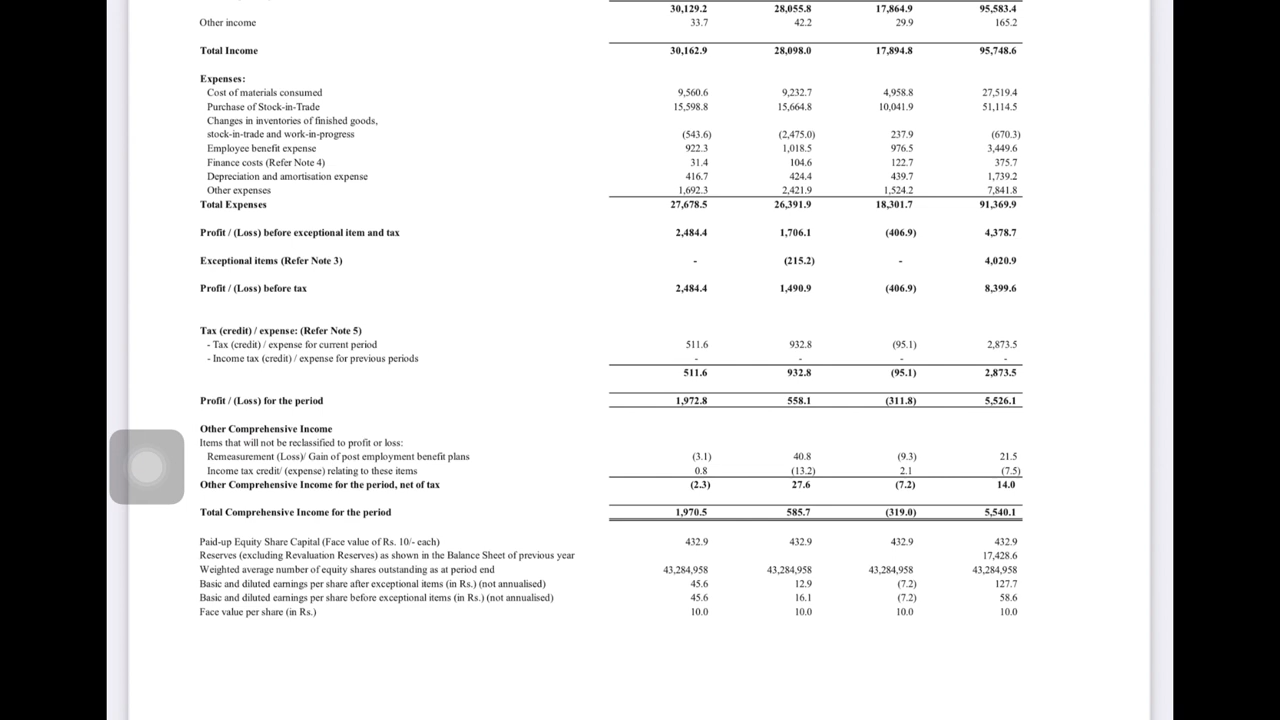 30,129.2 28,055.8 17,864.9 95,583.4
Other income 33.7 42.2 29.9 165.2
Total Income 30,162.9 28,098.0 17,894.8 95,748.6
Expenses:
Cost of materials consumed 9,560.6 9,232.7 4,958.8 27,519.4
Purchase of Stock-in-Trade 15,598.8 15,664.8 10,041.9 51,114.5
Changes in inventories of finished goods,
stock-in-trade and work-in-progress (543.6) (2,475.0) 237.9 (670.3)
Employee benefit expense 922.3 1,018.5 976.5 3,449.6
Finance costs (Refer Note 4) 31.4 104.6 122.7 375.7
Depreciation and amortisation expense 416.7 424.4 439.7 1,739.2
Other expenses 1,692.3 2,421.9 1,524.2 7,841.8
Total Expenses 27,678.5 26,391.9 18,301.7 91,369.9
Profit / (Loss) before exceptional item and tax 2,484.4 1,706.1 (406.9) 4,378.7
Exceptional items (Refer Note 3) - (215.2) - 4,020.9
Profit / (Loss) before tax 2,484.4 1,490.9 (406.9) 8,399.6
Tax (credit) / expense: (Refer Note 5)
- Tax (credit) / expense for current period 511.6 932.8 (95.1) 2,873.5
- Income tax (credit) / expense for previous periods - - - -
511.6 932.8 (95.1) 2,873.5
Profit / (Loss) for the period 1,972.8 558.1 (311.8) 5,526.1
Other Comprehensive Income
Items that will not be reclassified to profit or loss:
Remeasurement (Loss)/ Gain of post employment benefit plans (3.1) 40.8 (9.3) 21.5
Income tax credit/ (expense) relating to these items 0.8 (13.2) 2.1 (7.5)
Other Comprehensive Income for the period, net of tax (2.3) 27.6 (7.2) 14.0
Total Comprehensive Income for the period 1,970.5 585.7 (319.0) 5,540.1
Paid-up Equity Share Capital (Face value of Rs. 10/- each) 432.9 432.9 432.9 432.9
Reserves (excluding Revaluation Reserves) as shown in the Balance Sheet of previous year 17,428.6
Weighted average number of equity shares outstanding as at period end 43,284,958 43,284,958 43,284,958 43,284,958
Basic and diluted earnings per share after exceptional items (in Rs.) (not annualised) 45.6 12.9 (7.2) 127.7
Basic and diluted earnings per share before exceptional items (in Rs.) (not annualised) 45.6 16.1 (7.2) 58.6
Face value per share (in Rs.) 10.0 10.0 10.0 10.0